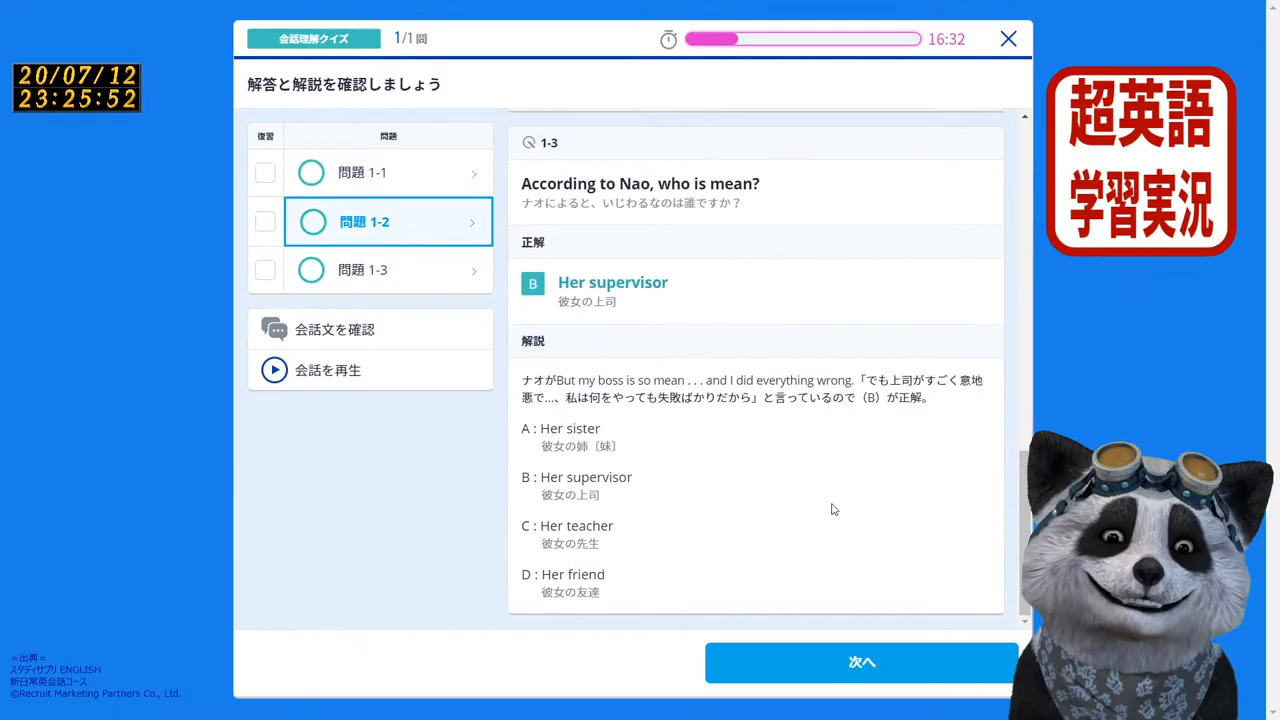 会話理解クイズ
1/1 問
16:32
解答と解説を確認しましょう
20/07/12
23:25:52
超英語
学習実況
復習
問題
問題 1-1
問題 1-2
問題 1-3
会話文を確認
会話を再生
1-3
According to Nao, who is mean?
ナオによると、いじわるなのは誰ですか？
正解
B
Her supervisor
彼女の上司
解説
ナオがBut my boss is so mean . . . and I did everything wrong.「でも上司がすごく意地
悪で…、私は何をやっても失敗ばかりだから」と言っているので（B）が正解。
A : Her sister
彼女の姉〔妹〕
B : Her supervisor
彼女の上司
C : Her teacher
彼女の先生
D : Her friend
彼女の友達
次へ
＝出典＝
スタディサプリ ENGLISH
新日常英会話コース
©Recruit Marketing Partners Co., Ltd.